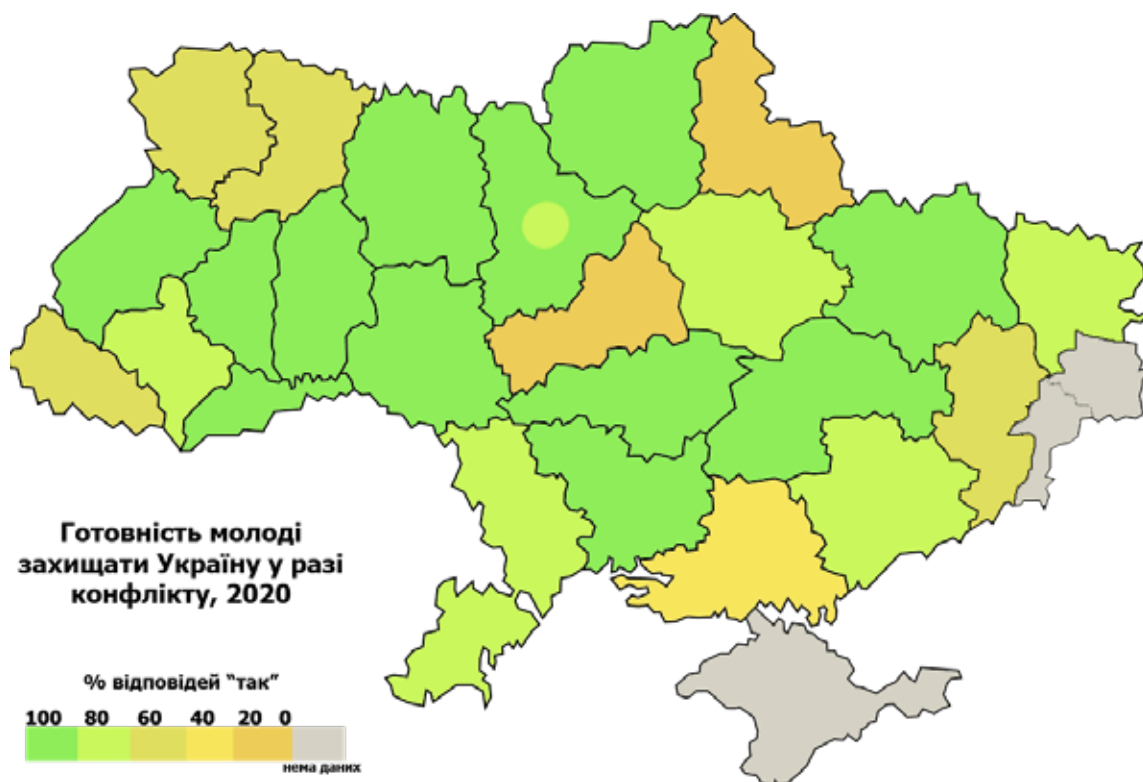 Готовність молоді
захищати Україну у разі
конфлікту, 2020
% відповідей “так”
100 80 60 40 20 0
нема даних